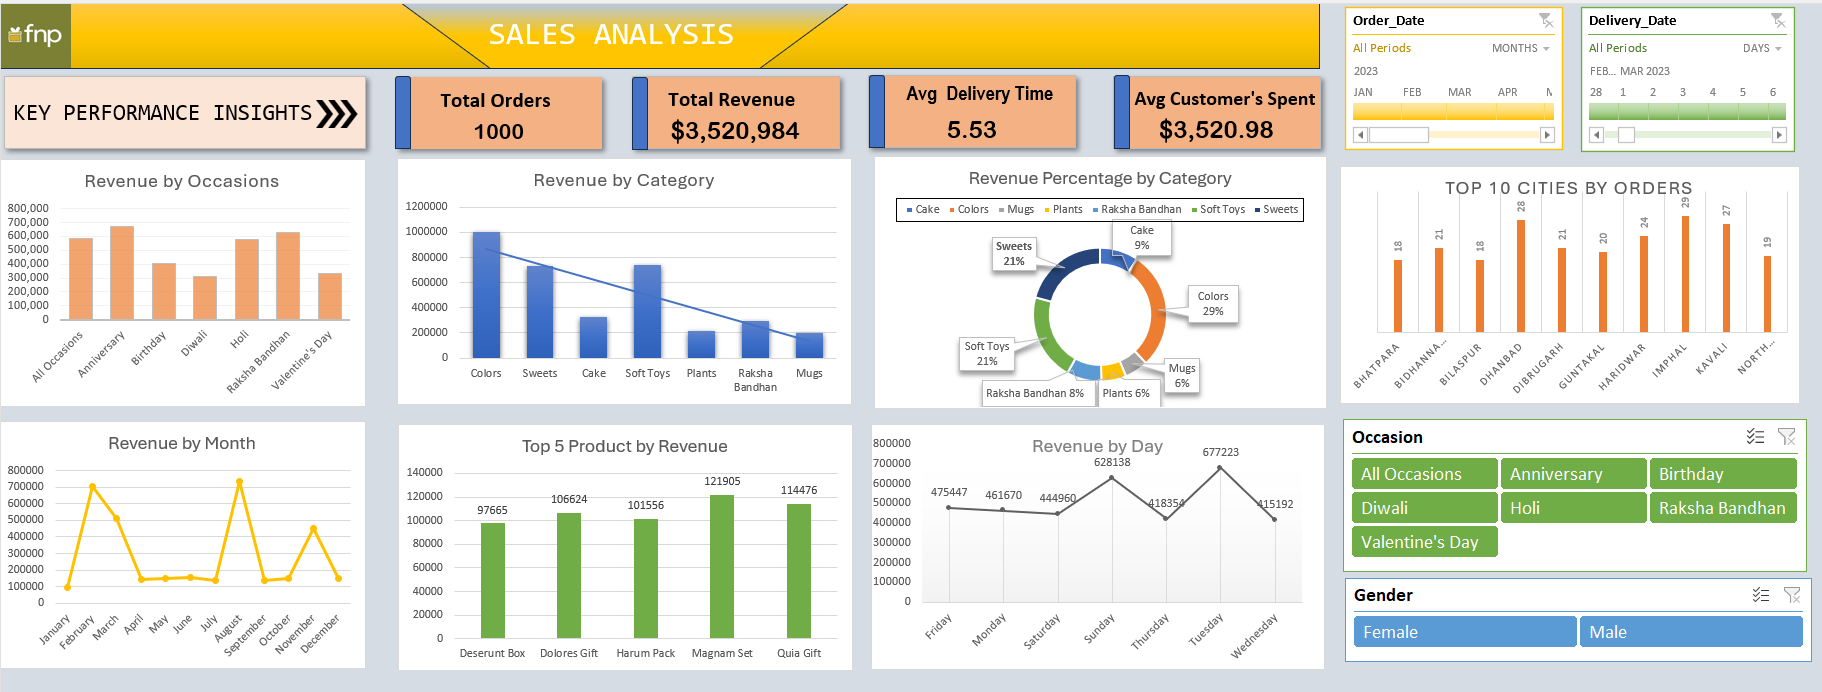 fnp
SALES ANALYSIS
KEY PERFORMANCE INSIGHTS
Total Orders
1000
Total Revenue
$3,520,984
Avg Delivery Time
5.53
Avg Customer's Spent
$3,520.98
Order_Date
All Periods MONTHS
2023
JAN FEB MAR APR M
Delivery_Date
All Periods DAYS
FEB... MAR 2023
28 1 2 3 4 5 6
Revenue by Occasions
800,000
700,000
600,000
500,000
400,000
300,000
200,000
100,000
0
All Occasions
Anniversary
Birthday
Diwali
Holi
Raksha Bandhan
Valentine's Day
Revenue by Category
1200000
1000000
800000
600000
400000
200000
0
Colors Sweets Cake Soft Toys Plants Raksha Bandhan Mugs
Revenue Percentage by Category
Cake Colors Mugs Plants Raksha Bandhan Soft Toys Sweets
Cake
9%
Sweets
21%
Colors
29%
Soft Toys
21%
Mugs
6%
Raksha Bandhan 8%
Plants 6%
TOP 10 CITIES BY ORDERS
18 21 18 28 21 20 24 29 27 19
BHATPARA
BIDHANNA...
BILASPUR
DHANBAD
DIBRUGARH
GUNTAKAL
HARIDWAR
IMPHAL
KAVALI
NORTH...
Revenue by Month
800000
700000
600000
500000
400000
300000
200000
100000
0
January
February
March
April
May
June
July
August
September
October
November
December
Top 5 Product by Revenue
140000
120000
100000
80000
60000
40000
20000
0
97665 106624 101556 121905 114476
Deserunt Box Dolores Gift Harum Pack Magnam Set Quia Gift
Revenue by Day
800000
700000
600000
500000
400000
300000
200000
100000
0
475447 461670 444960 628138 418354 677223 415192
Friday
Monday
Saturday
Sunday
Thursday
Tuesday
Wednesday
Occasion
All Occasions Anniversary Birthday
Diwali Holi Raksha Bandhan
Valentine's Day
Gender
Female Male